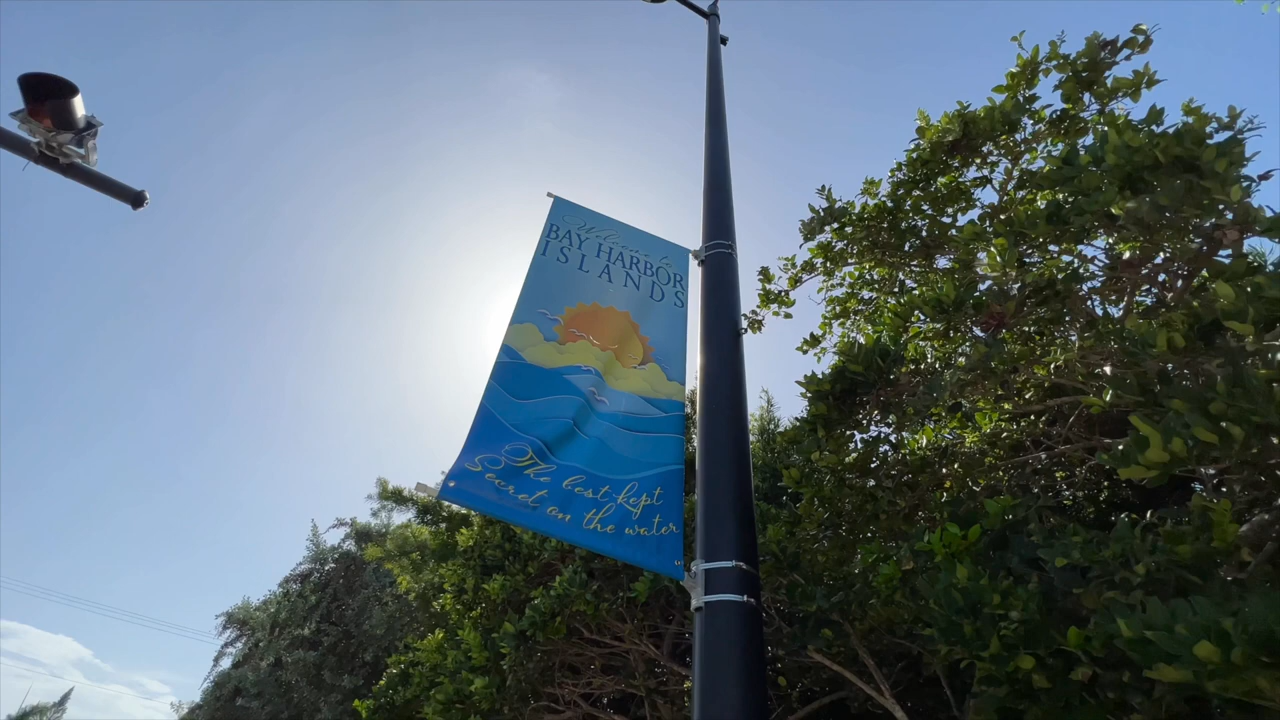 Welcome to
BAY HARBOR
ISLANDS
The best kept
Secret on the water